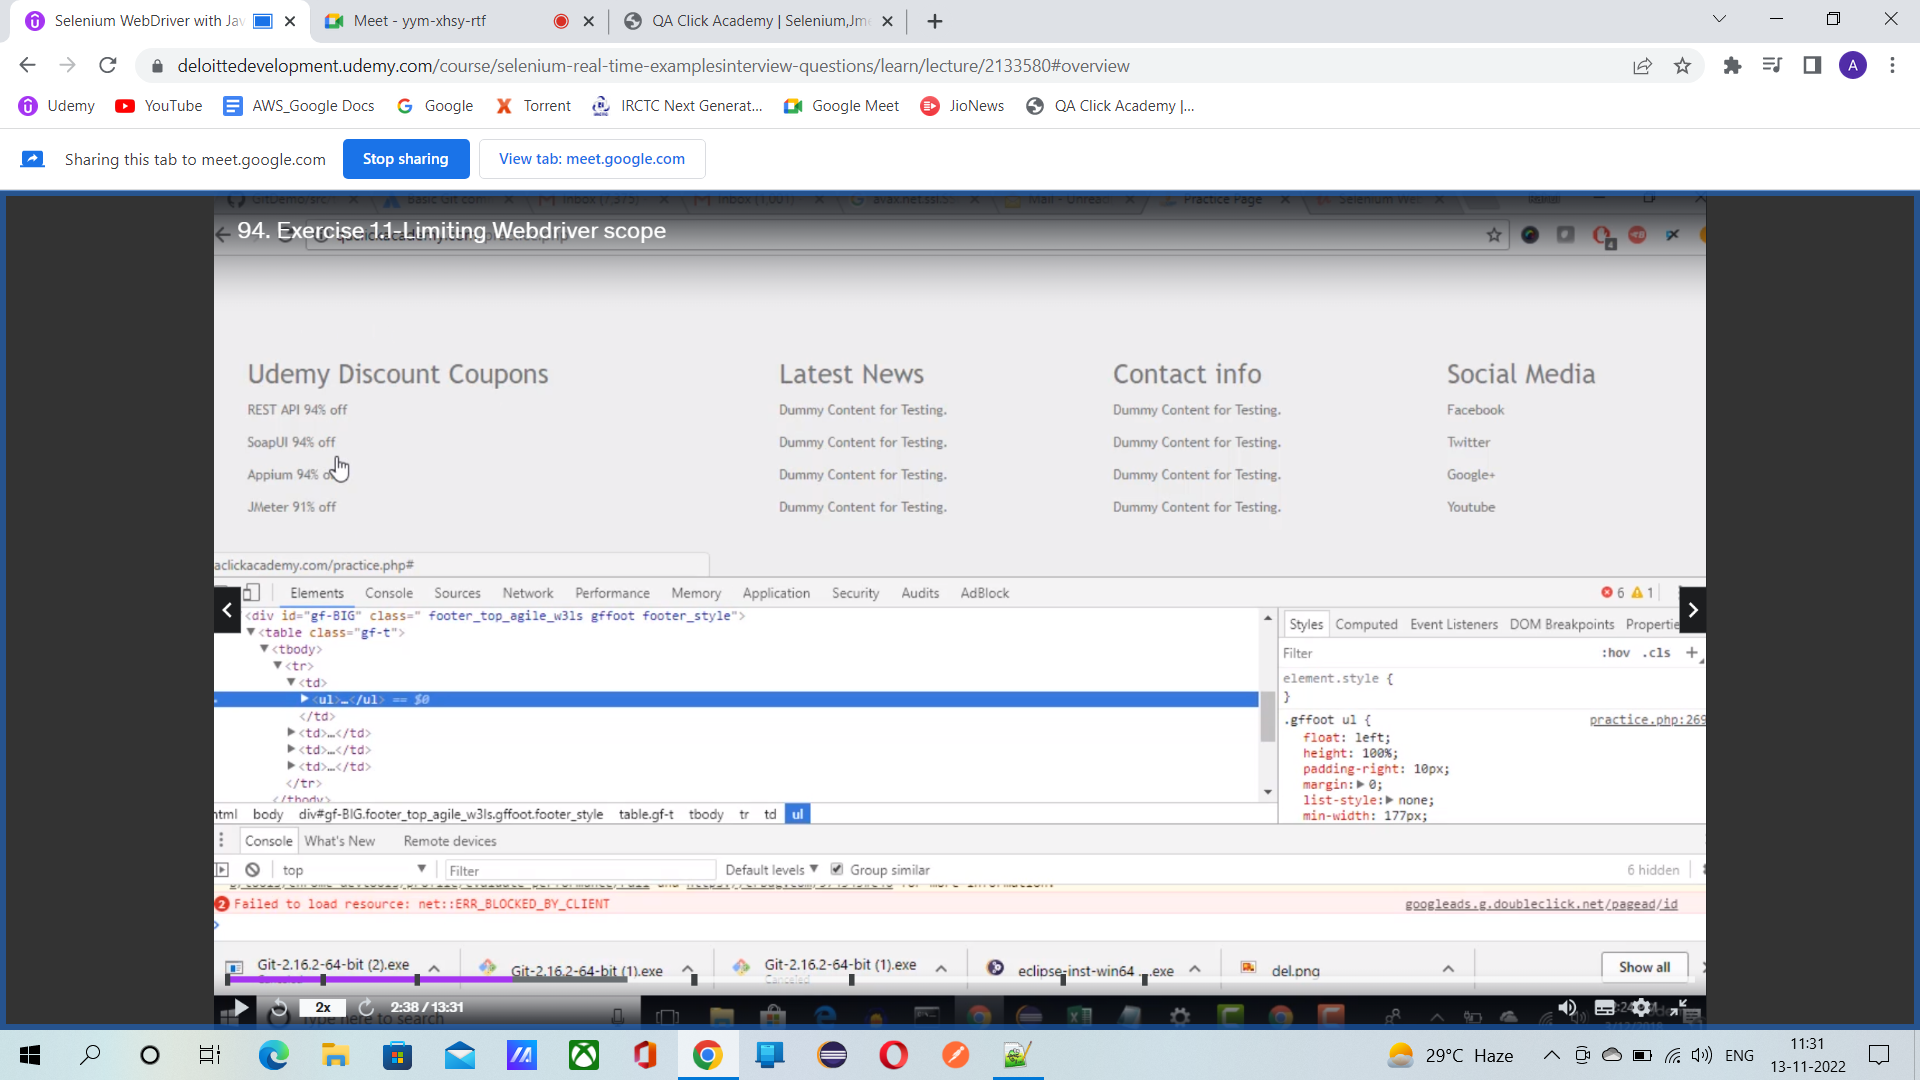 Selenium WebDriver with Jav
Meet - yym-xhsy-rtf
QA Click Academy | Selenium,Jme
deloittedevelopment.udemy.com/course/selenium-real-time-examplesinterview-questions/learn/lecture/2133580#overview
A
Udemy
YouTube
AWS_Google Docs
Google
Torrent
IRCTC Next Generat...
Google Meet
JioNews
QA Click Academy |...
Sharing this tab to meet.google.com
Stop sharing
View tab: meet.google.com
Practice Page
94. Exercise 11-Limiting Webdriver scope
Udemy Discount Coupons
Latest News
Contact info
Social Media
REST API 94% off
Dummy Content for Testing.
Dummy Content for Testing.
Facebook
SoapUI 94% off
Dummy Content for Testing.
Dummy Content for Testing.
Twitter
Appium 94%
Dummy Content for Testing.
Dummy Content for Testing.
Google+
JMeter 91% off
Dummy Content for Testing.
Dummy Content for Testing.
Youtube
aclickacademy.com/practice.php#
Elements Console Sources Network Performance Memory Application Security Audits AdBlock
6 1
<div id="gf-BIG" class=" footer_top_agile_w3ls gffoot footer_style">
<table class="gf-t">
<tbody>
<tr>
<td>
<ul>…</ul> == $0
</td>
<td>…</td>
<td>…</td>
<td>…</td>
</tr>
</tbody>
html body div#gf-BIG.footer_top_agile_w3ls.gffoot.footer_style table.gf-t tbody tr td ul
Styles Computed Event Listeners DOM Breakpoints Propertie
Filter
:hov .cls +
element.style {
}
.gffoot ul {
practice.php:269
float: left;
height: 100%;
padding-right: 10px;
margin: 0;
list-style: none;
min-width: 177px;
Console What's New Remote devices
top
Filter
Default levels
Group similar
6 hidden
2 Failed to load resource: net::ERR_BLOCKED_BY_CLIENT
googleads.g.doubleclick.net/pagead/id
Git-2.16.2-64-bit (2).exe
Git-2.16.2-64-bit (1).exe
Git-2.16.2-64-bit (1).exe
Canceled
eclipse-inst-win64....exe
del.png
Show all
2x
2:38 / 13:31
Type here to search
29°C Haze
ENG
11:31
13-11-2022